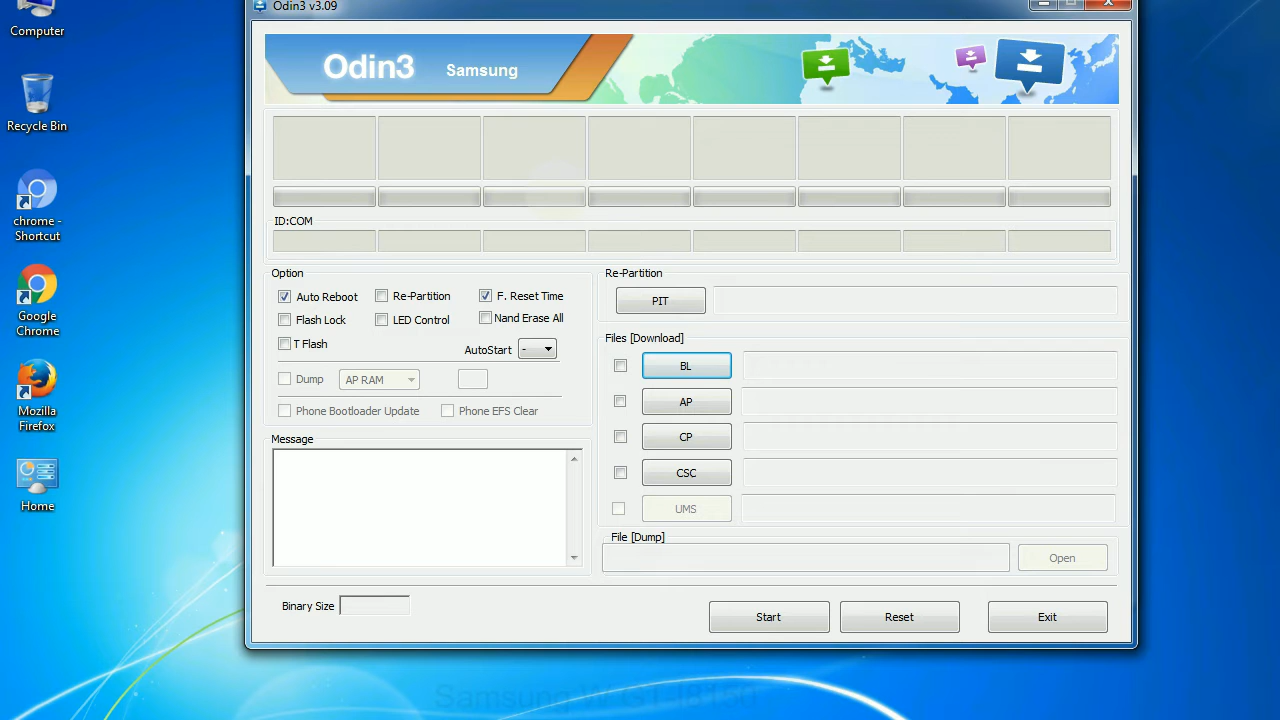 Odin3 v3.09
Computer
Recycle Bin
chrome -
Shortcut
Google
Chrome
Mozilla
Firefox
Home
Odin3 Samsung
ID:COM
Option
Auto Reboot Re-Partition F. Reset Time
Flash Lock LED Control Nand Erase All
T Flash AutoStart -
Dump AP RAM
Phone Bootloader Update Phone EFS Clear
Message
Re-Partition
PIT
Files [Download]
BL
AP
CP
CSC
UMS
File [Dump]
Open
Binary Size
Start Reset Exit
Samsung W GT-I8150